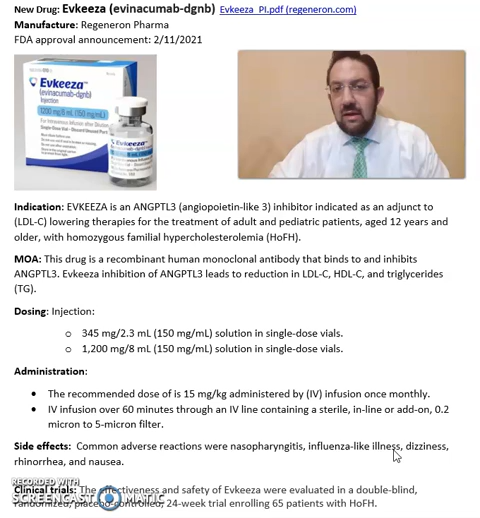 New Drug: Evkeeza (evinacumab-dgnb) Evkeeza_PI.pdf (regeneron.com)
Manufacture: Regeneron Pharma
FDA approval announcement: 2/11/2021
Evkeeza™
(evinacumab-dgnb)
Injection
1200 mg/8 mL (150 mg/mL)
Evkeeza
Indication: EVKEEZA is an ANGPTL3 (angiopoietin-like 3) inhibitor indicated as an adjunct to
(LDL-C) lowering therapies for the treatment of adult and pediatric patients, aged 12 years and
older, with homozygous familial hypercholesterolemia (HoFH).
MOA: This drug is a recombinant human monoclonal antibody that binds to and inhibits
ANGPTL3. Evkeeza inhibition of ANGPTL3 leads to reduction in LDL-C, HDL-C, and triglycerides
(TG).
Dosing: Injection:
o 345 mg/2.3 mL (150 mg/mL) solution in single-dose vials.
o 1,200 mg/8 mL (150 mg/mL) solution in single-dose vials.
Administration:
• The recommended dose of is 15 mg/kg administered by (IV) infusion once monthly.
• IV infusion over 60 minutes through an IV line containing a sterile, in-line or add-on, 0.2
micron to 5-micron filter.
Side effects: Common adverse reactions were nasopharyngitis, influenza-like illness, dizziness,
rhinorrhea, and nausea.
RECORDED WITH
SCREENCAST MATIC
Clinical trials: The effectiveness and safety of Evkeeza were evaluated in a double-blind,
randomized, placebo-controlled, 24-week trial enrolling 65 patients with HoFH.